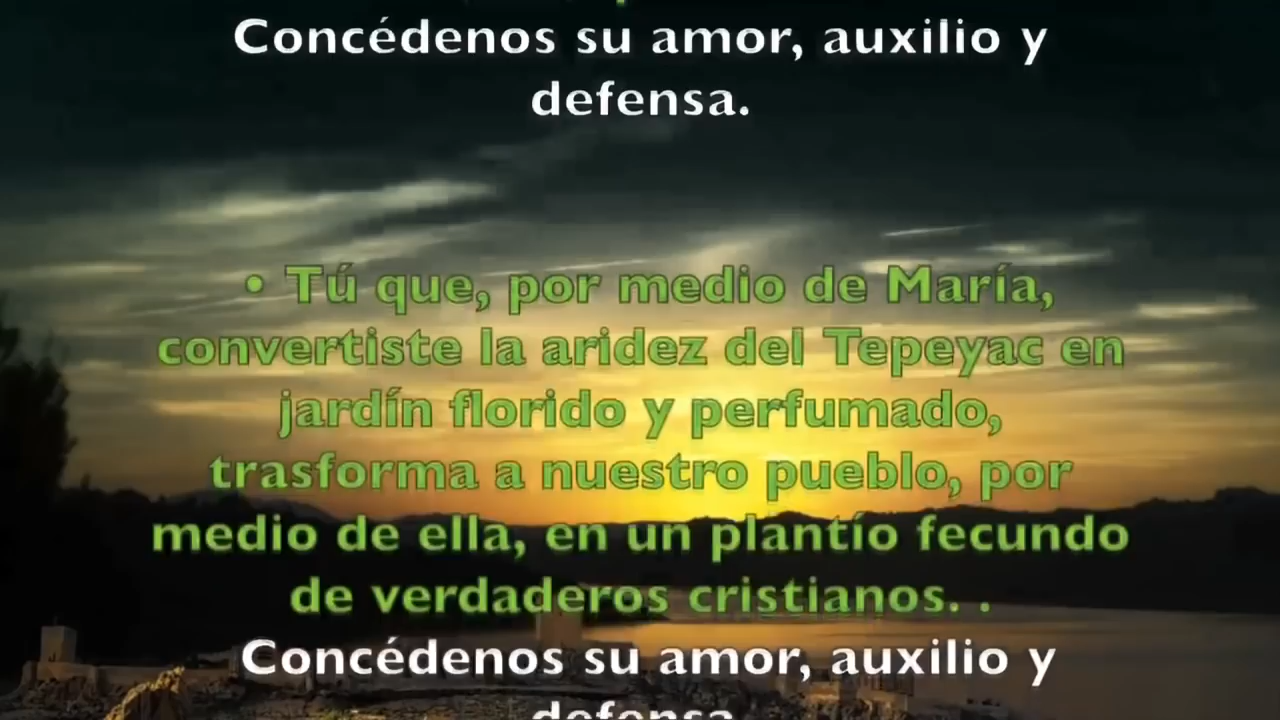 Concédenos su amor, auxilio y
defensa.
• Tú que, por medio de María,
convertiste la aridez del Tepeyac en
jardín florido y perfumado,
trasforma a nuestro pueblo, por
medio de ella, en un plantío fecundo
de verdaderos cristianos. .
Concédenos su amor, auxilio y
defensa